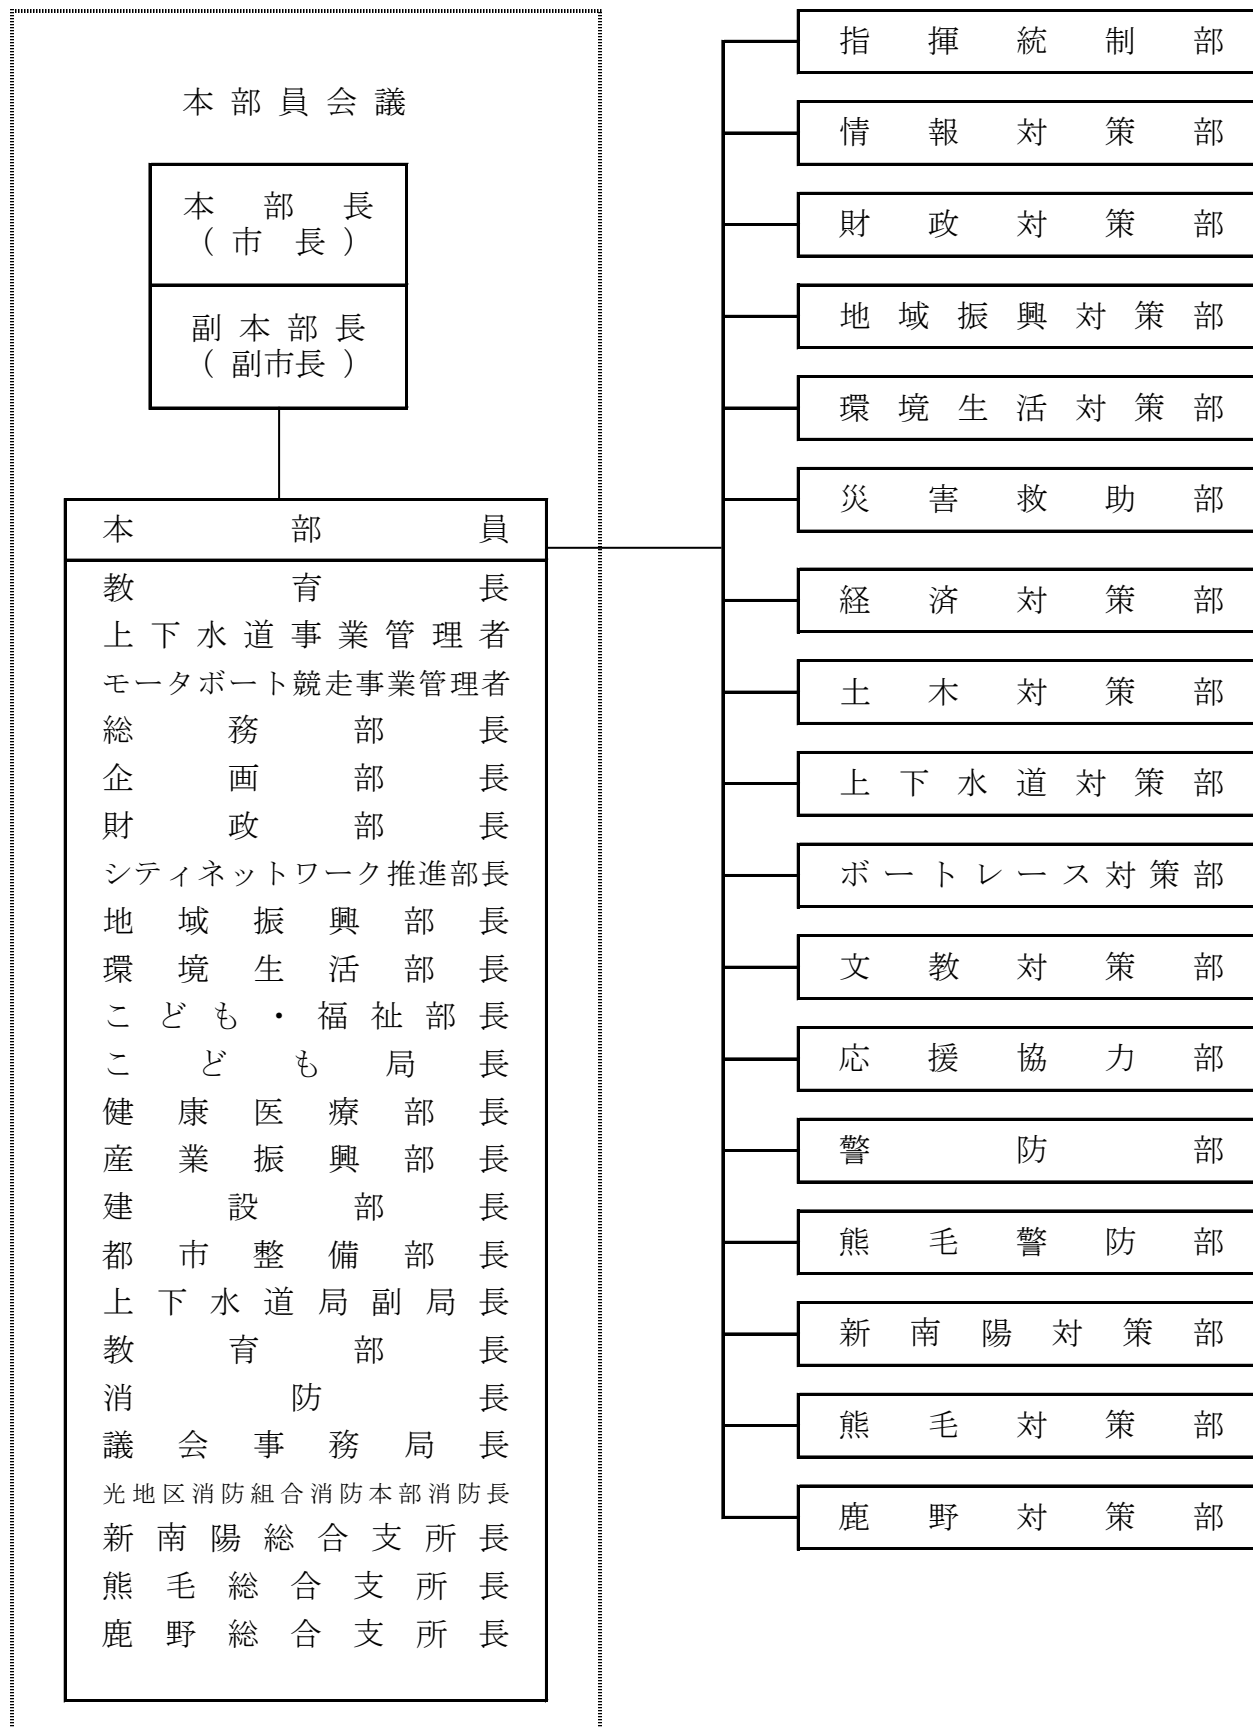 本部員会議
本部長
（市長）
副本部長
（副市長）
本部員
教育長
上下水道事業管理者
モータボート競走事業管理者
総務部長
企画部長
財政部長
シティネットワーク推進部長
地域振興部長
環境生活部長
こども・福祉部長
こども局長
健康医療部長
産業振興部長
建設部長
都市整備部長
上下水道局副局長
教育部長
消防長
議会事務局長
光地区消防組合消防本部消防長
新南陽総合支所長
熊毛総合支所長
鹿野総合支所長
指揮統制部
情報対策部
財政対策部
地域振興対策部
環境生活対策部
災害救助部
経済対策部
土木対策部
上下水道対策部
ボートレース対策部
文教対策部
応援協力部
警防部
熊毛警防部
新南陽対策部
熊毛対策部
鹿野対策部